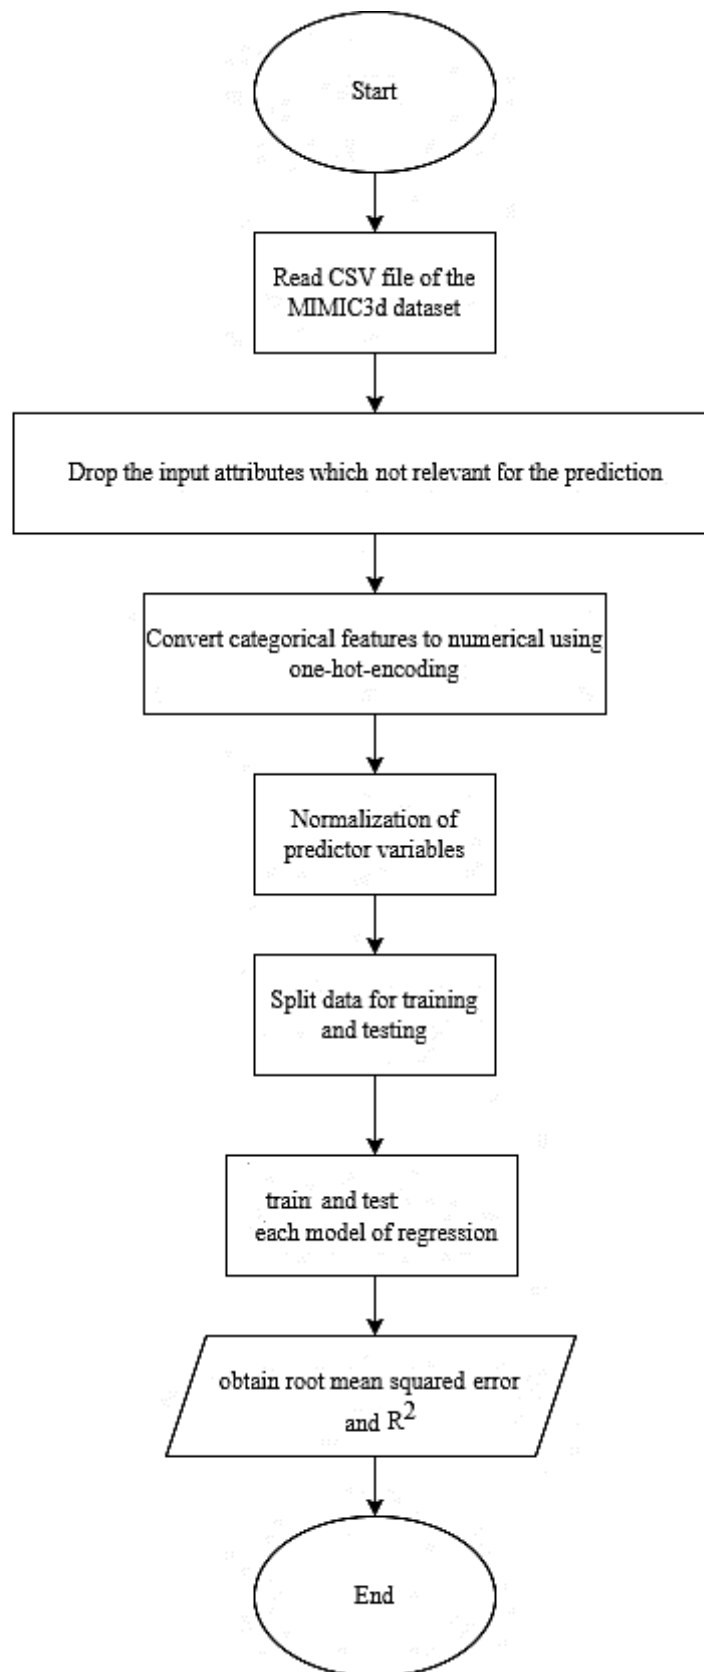 Start
Read CSV file of the
MIMIC3d dataset
Drop the input attributes which not relevant for the prediction
Convert categorical features to numerical using
one-hot-encoding
Normalization of
predictor variables
Split data for training
and testing
train and test
each model of regression
obtain root mean squared error
and R²
End